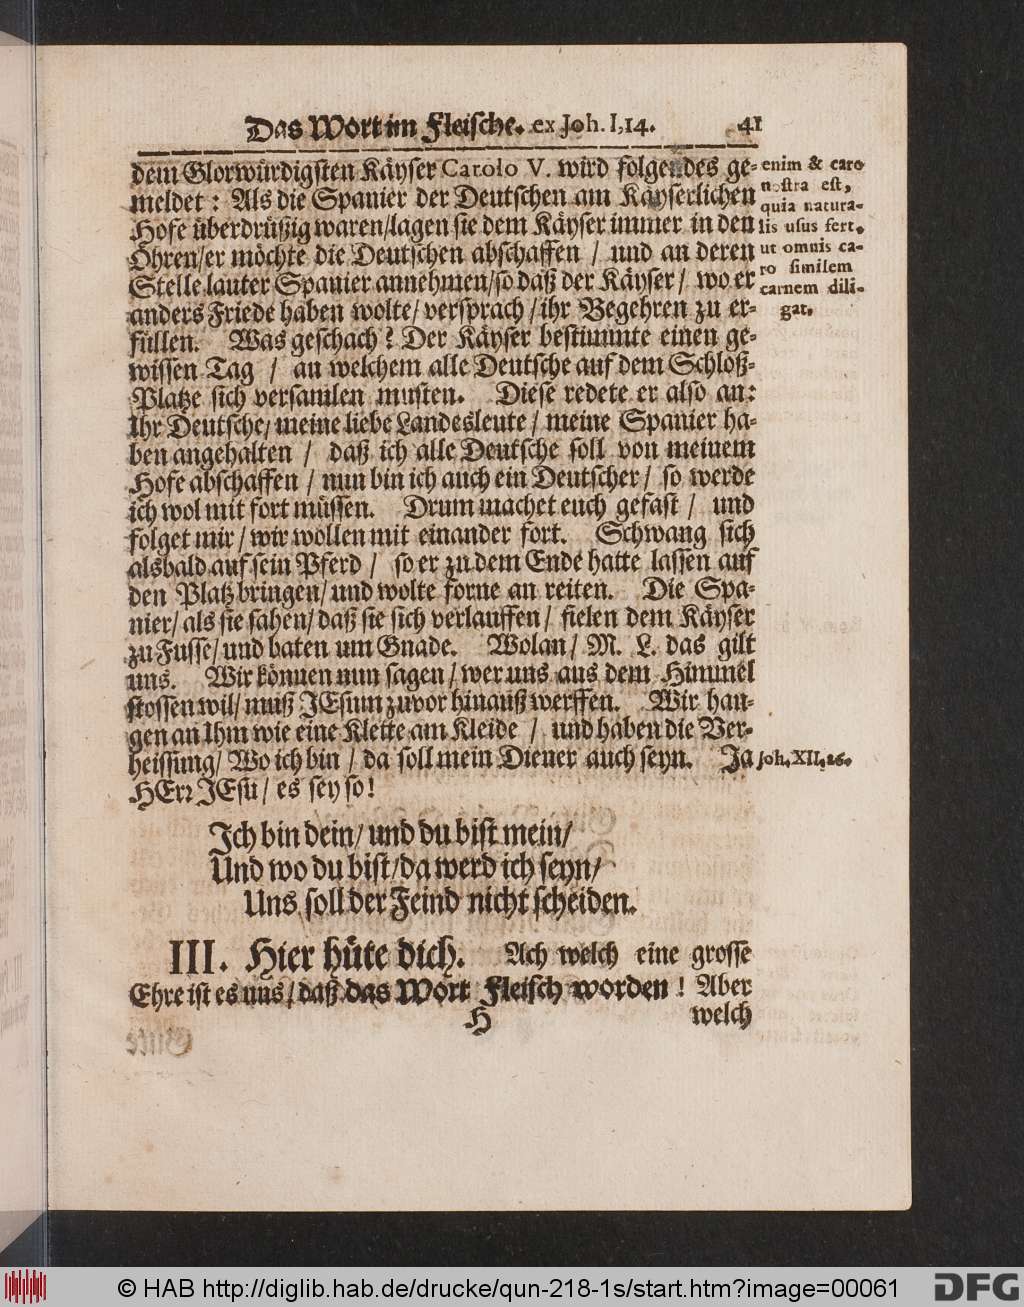 Das Wort im Fleische. ex Joh. I, 14. 41
dem Glorwürdigsten Käyser Carolo V. wird folgendes ge-
meldet: Als die Spanier der Deutschen am Käyserlichen
Hofe überdrüßig waren/lagen sie dem Käyser immer in den
Ohren/er möchte die Deutschen abschaffen / und an deren
Stelle lauter Spanier annehmen/so daß der Käyser/ wo er
anders Friede haben wolte/ versprach/ ihr Begehren zu er-
füllen. Was geschach? Der Käyser bestimmte einen ge-
wissen Tag / an welchem alle Deutsche auf dem Schloß-
Platze sich versamlen musten. Diese redete er also an:
Ihr Deutsche/ meine liebe Landesleute/ meine Spanier ha-
ben angehalten / daß ich alle Deutsche soll von meinem
Hofe abschaffen / nun bin ich auch ein Deutscher/ so werde
ich wol mit fort müssen. Drum machet euch gefast / und
folget mir/ wir wollen mit einander fort. Schwang sich
alsbald auf sein Pferd / so er zu dem Ende hatte lassen auf
den Platz bringen/ und wolte forne an reiten. Die Spa-
nier/ als sie sahen/ daß sie sich verlauffen/ fielen dem Käyser
zu Fusse/ und baten um Gnade. Wolan/ M. L. das gilt
uns. Wir können nun sagen/ wer uns aus dem Himmel
stossen wil/ muß JEsum zuvor hinauß werffen. Wir han-
gen an Ihm wie eine Klette am Kleide / und haben die Ver-
heissung/ Wo ich bin / da soll mein Diener auch seyn. Ja
HErr JEsu/ es sey so!
enim & caro
nostra est,
quia natura-
lis usus fert,
ut omnis ca-
ro similem
carnem dili-
gat.
Joh. XII, 26.
Ich bin dein/ und du bist mein/
Und wo du bist/da werd ich seyn/
Uns soll der Feind nicht scheiden.
III. Hier hüte dich. Ach welch eine grosse
Ehre ist es uns/ daß das Wort Fleisch worden! Aber
H welch
© HAB http://diglib.hab.de/drucke/qun-218-1s/start.htm?image=00061 DFG